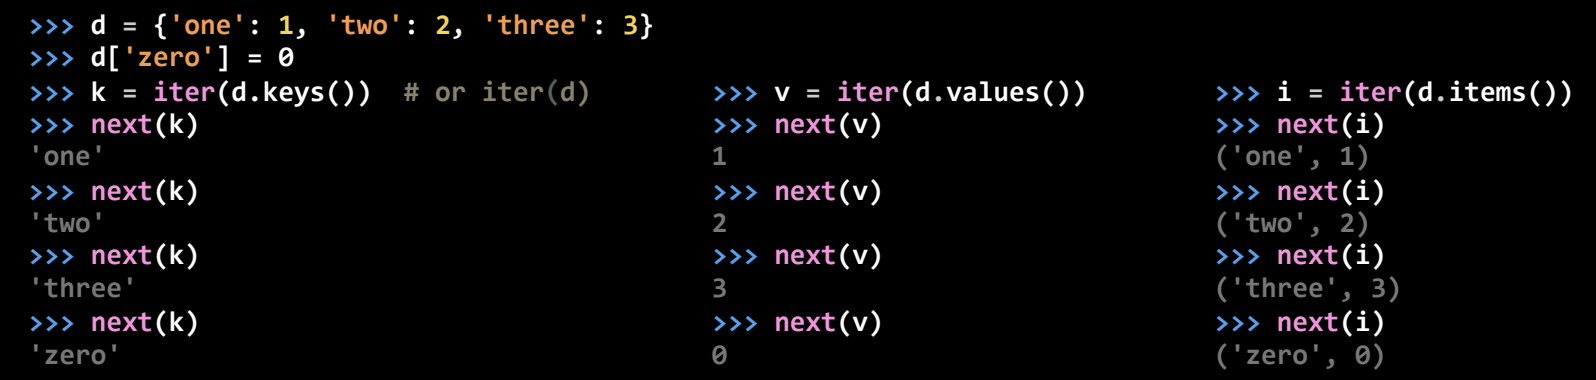 >>> d = {'one': 1, 'two': 2, 'three': 3}
>>> d['zero'] = 0
>>> k = iter(d.keys())  # or iter(d)
>>> next(k)
'one'
>>> next(k)
'two'
>>> next(k)
'three'
>>> next(k)
'zero'
>>> v = iter(d.values())
>>> next(v)
1
>>> next(v)
2
>>> next(v)
3
>>> next(v)
0
>>> i = iter(d.items())
>>> next(i)
('one', 1)
>>> next(i)
('two', 2)
>>> next(i)
('three', 3)
>>> next(i)
('zero', 0)